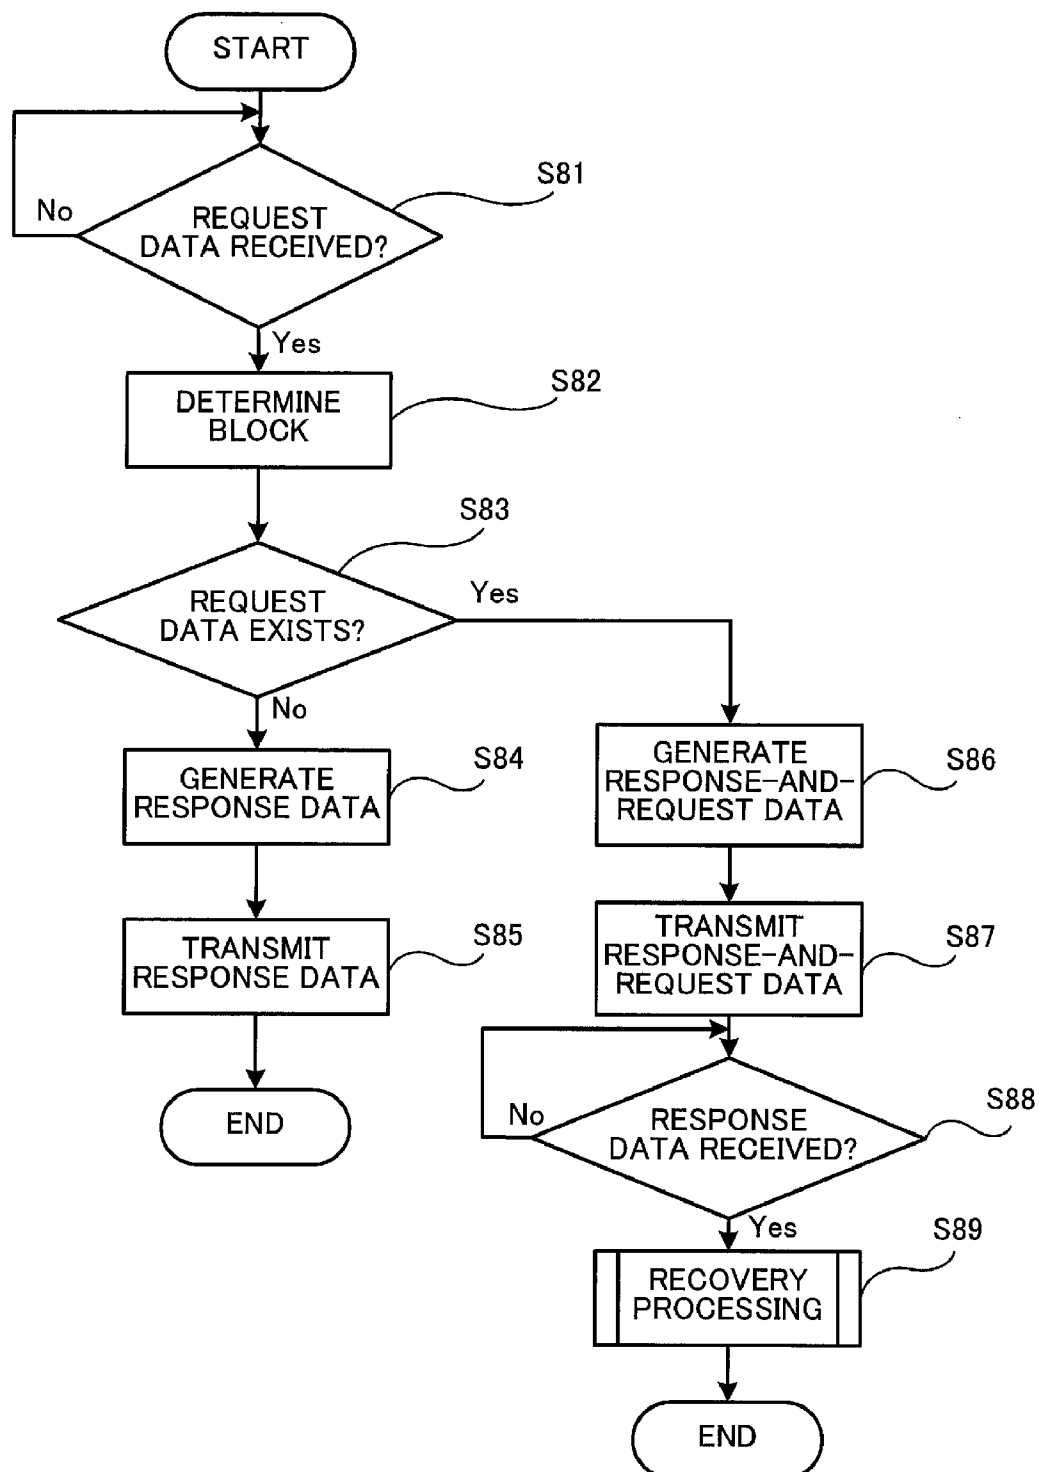 START
S81
No
REQUEST
DATA RECEIVED?
Yes
S82
DETERMINE
BLOCK
S83
REQUEST
DATA EXISTS?
Yes
No
S84
GENERATE
RESPONSE DATA
S85
TRANSMIT
RESPONSE DATA
END
S86
GENERATE
RESPONSE-AND-
REQUEST DATA
S87
TRANSMIT
RESPONSE-AND-
REQUEST DATA
S88
No
RESPONSE
DATA RECEIVED?
Yes
S89
RECOVERY
PROCESSING
END